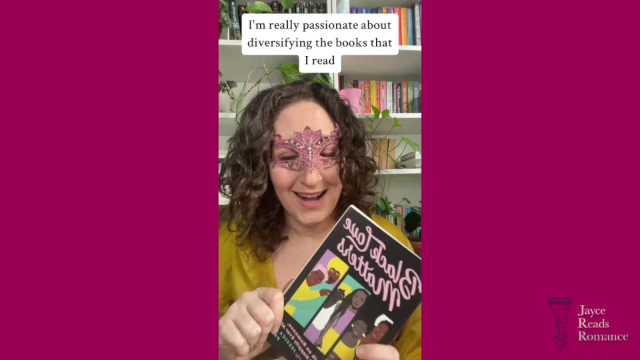 I'm really passionate about
diversifying the books that
I read
Black Love
Matters
Jayce
Reads
Romance